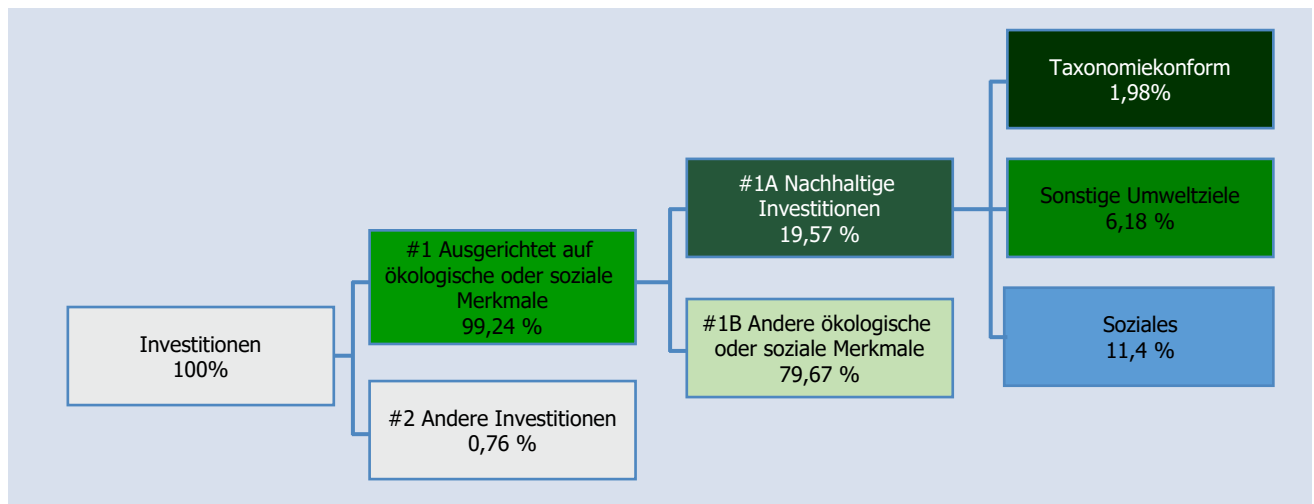 Investitionen
100%
#1 Ausgerichtet auf
ökologische oder soziale
Merkmale
99,24 %
#2 Andere Investitionen
0,76 %
#1A Nachhaltige
Investitionen
19,57 %
#1B Andere ökologische
oder soziale Merkmale
79,67 %
Taxonomiekonform
1,98%
Sonstige Umweltziele
6,18 %
Soziales
11,4 %